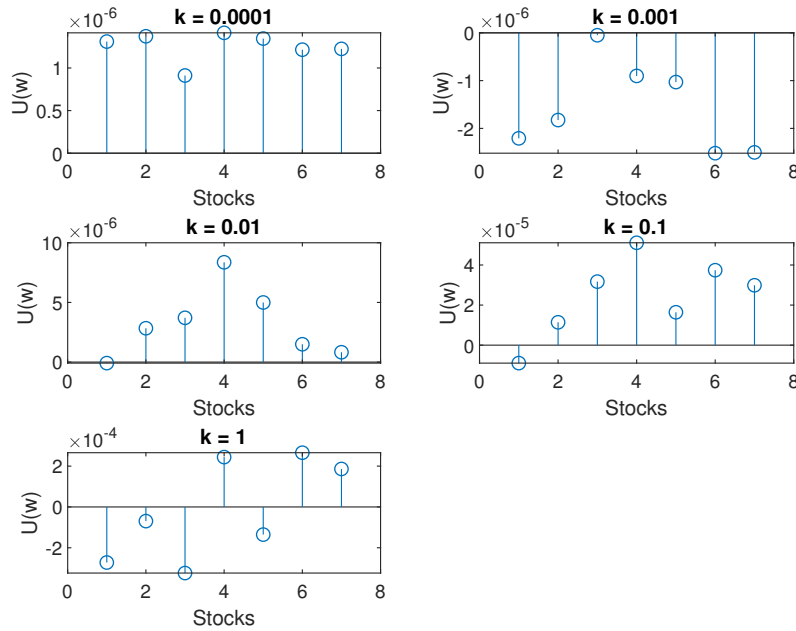 k = 0.0001
×10⁻⁶
U(w)
1
0.5
0
0 2 4 6 8
Stocks
k = 0.001
×10⁻⁶
U(w)
0
-1
-2
0 2 4 6 8
Stocks
k = 0.01
×10⁻⁶
U(w)
10
5
0
0 2 4 6 8
Stocks
k = 0.1
×10⁻⁵
U(w)
4
2
0
0 2 4 6 8
Stocks
k = 1
×10⁻⁴
U(w)
2
0
-2
0 2 4 6 8
Stocks